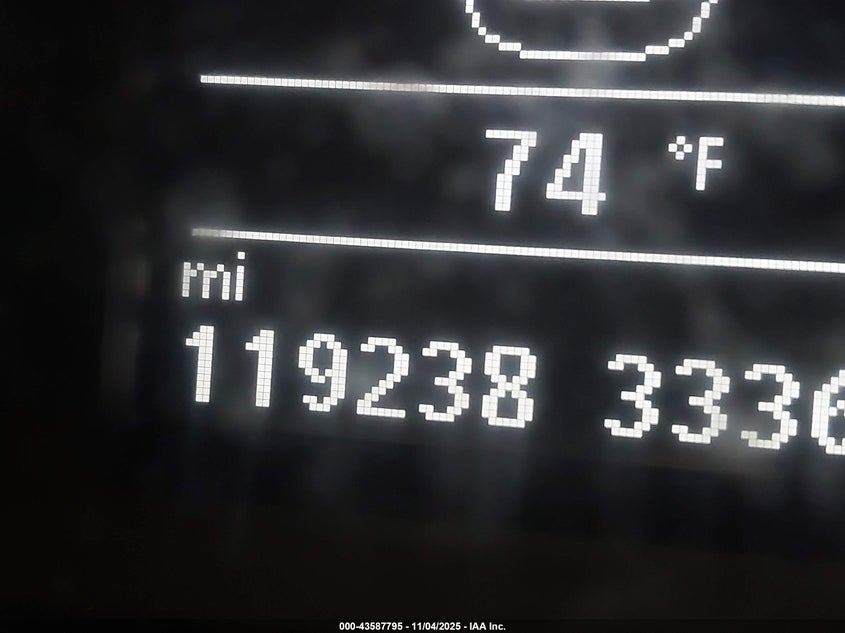 74 °F
mi
119238 333
000-43587795 - 11/04/2025 - IAA Inc.